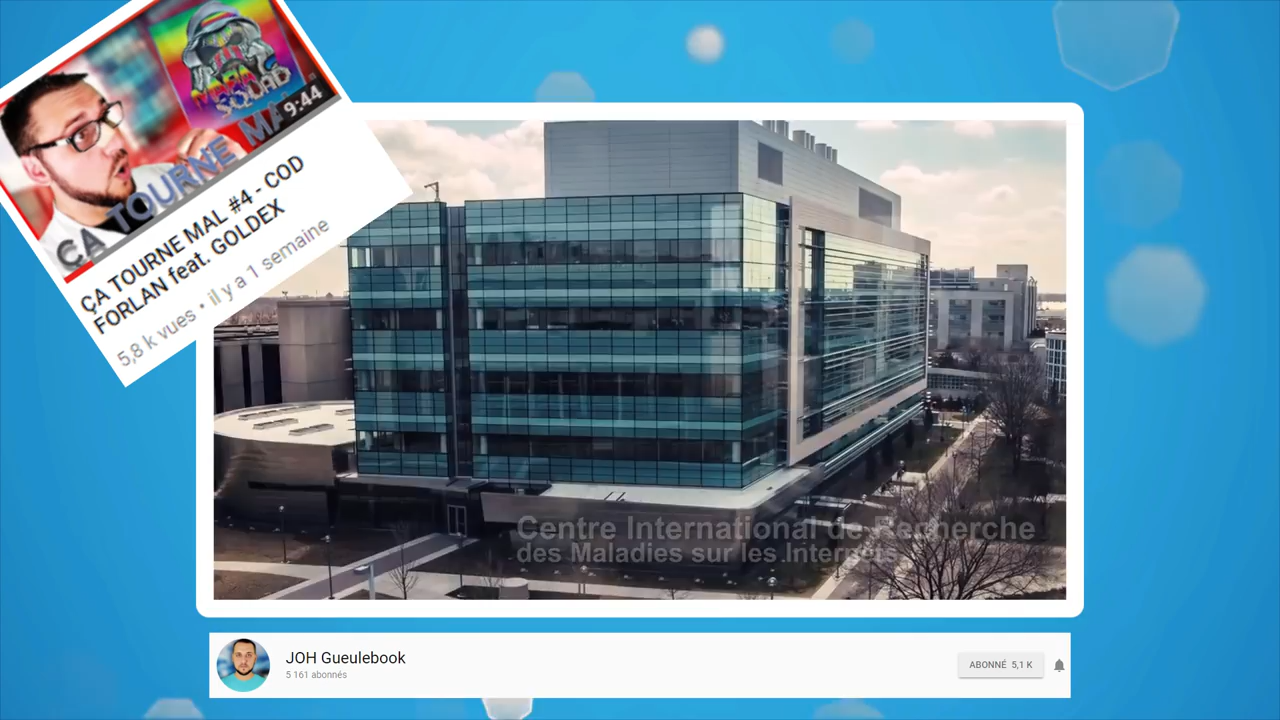 SQUAD
9:44
ÇA TOURNE MA
ÇA TOURNE MAL #4 - COD
FORLAN feat. GOLDEX
5,8 k vues • il y a 1 semaine
Centre International de Recherche
des Maladies sur les Internets
JOH Gueulebook
5 161 abonnés
ABONNÉ 5,1 K